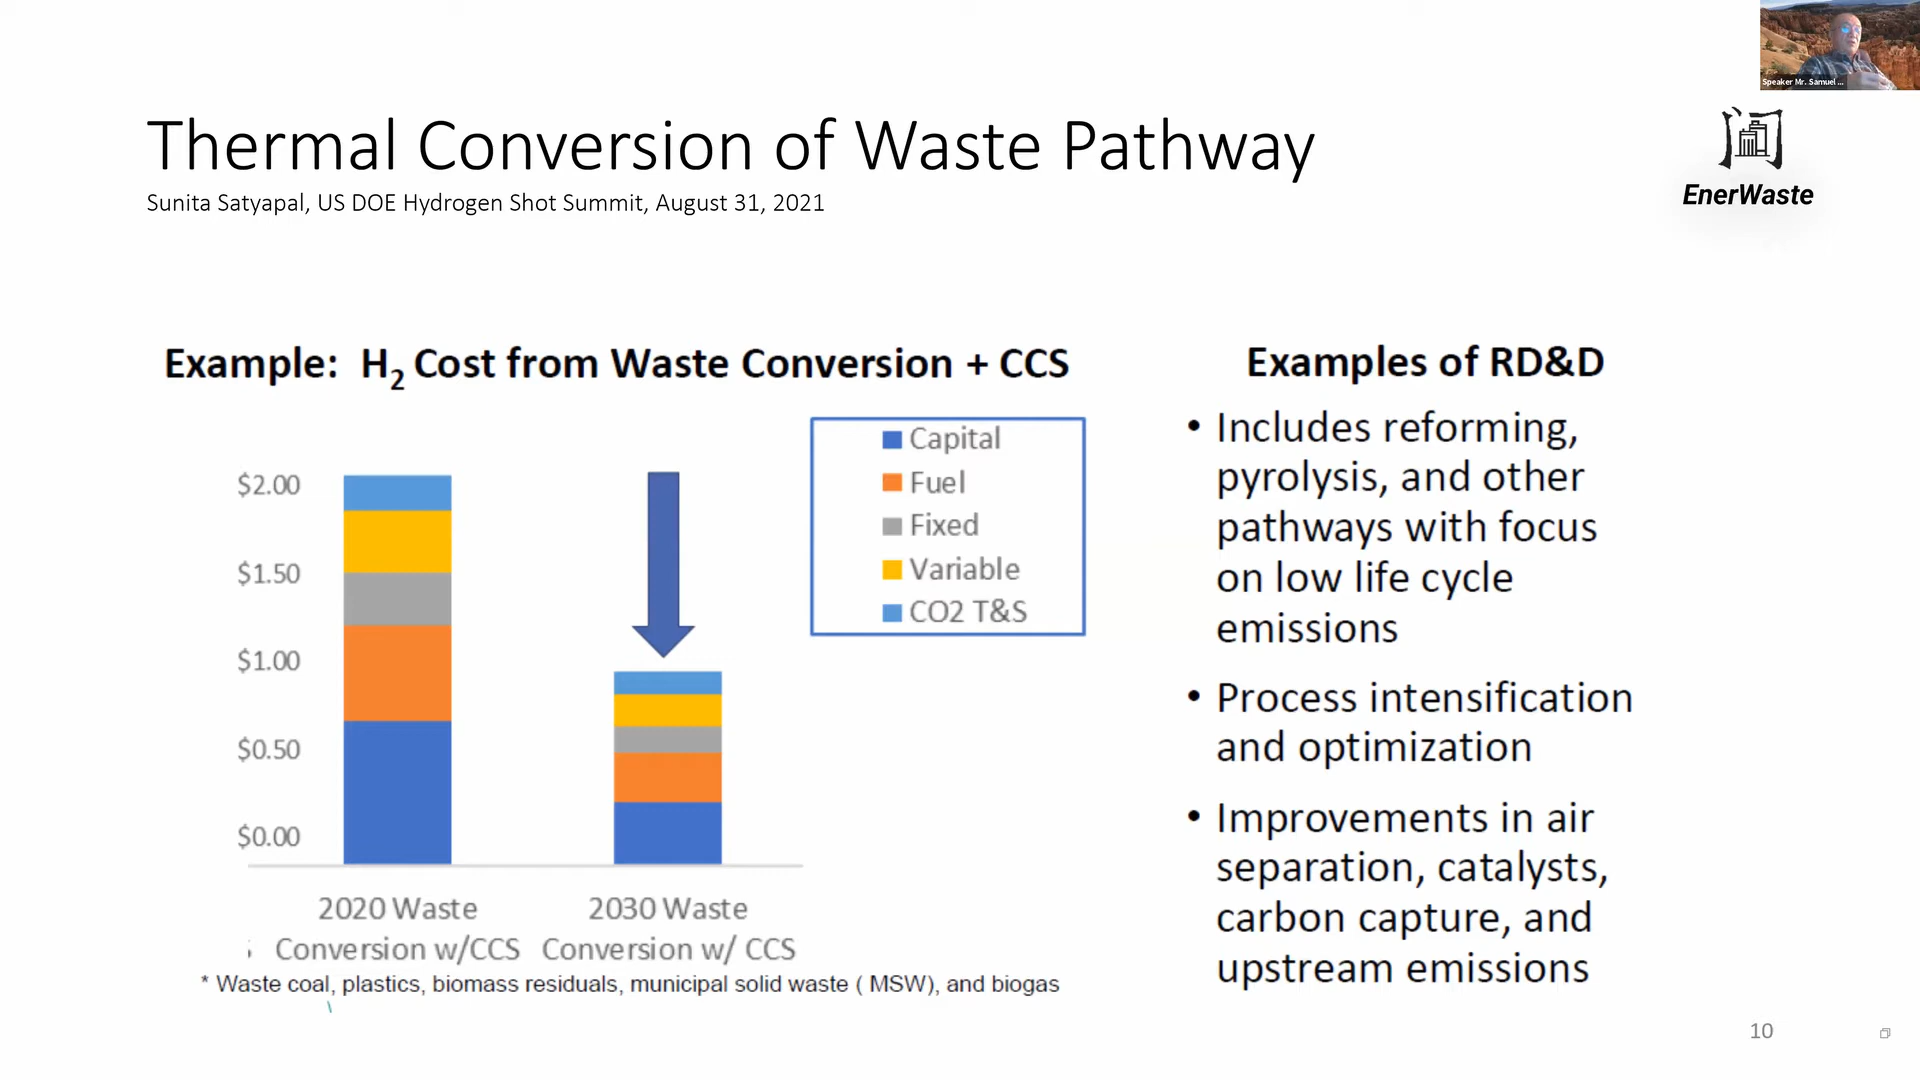 Speaker Mr. Samuel ...
Thermal Conversion of Waste Pathway
Sunita Satyapal, US DOE Hydrogen Shot Summit, August 31, 2021
EnerWaste
Example: H2 Cost from Waste Conversion + CCS
Capital
Fuel
Fixed
Variable
CO2 T&S
$2.00
$1.50
$1.00
$0.50
$0.00
2020 Waste
Conversion w/CCS
2030 Waste
Conversion w/ CCS
* Waste coal, plastics, biomass residuals, municipal solid waste ( MSW), and biogas
Examples of RD&D
• Includes reforming,
pyrolysis, and other
pathways with focus
on low life cycle
emissions
• Process intensification
and optimization
• Improvements in air
separation, catalysts,
carbon capture, and
upstream emissions
10